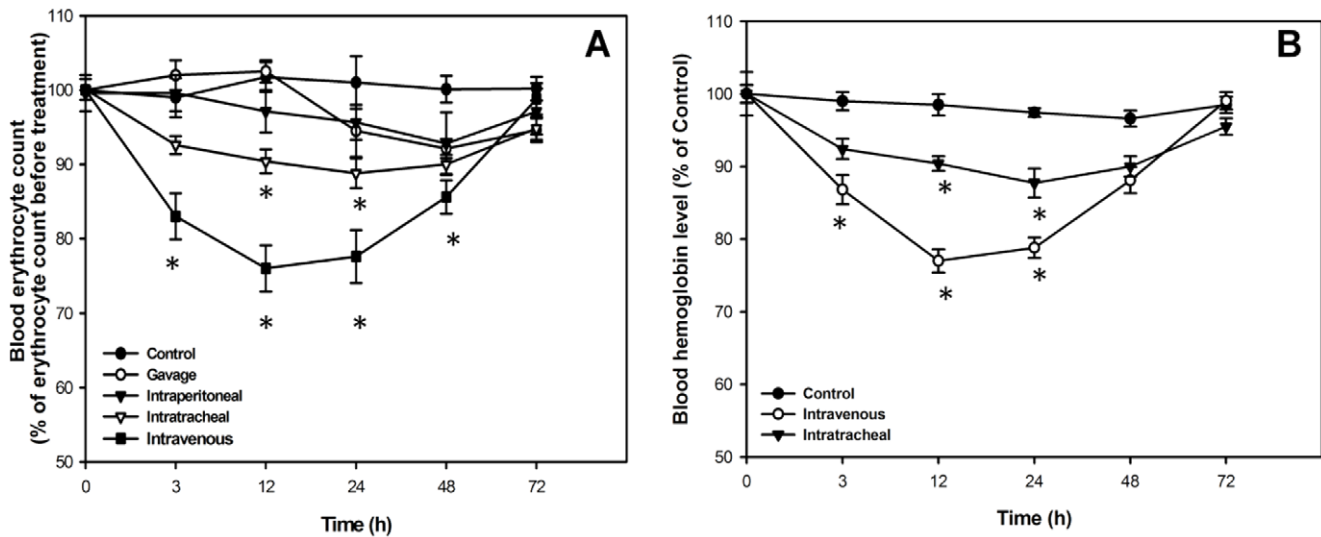 A
Blood erythrocyte count
(% of erythrocyte count before treatment)
110
100
90
80
70
60
50
*
*
*
*
*
*
Control
Gavage
Intraperitoneal
Intratracheal
Intravenous
0 3 12 24 48 72
Time (h)
B
Blood hemoglobin level (% of Control)
110
100
90
80
70
60
50
*
*
*
*
*
Control
Intravenous
Intratracheal
0 3 12 24 48 72
Time (h)